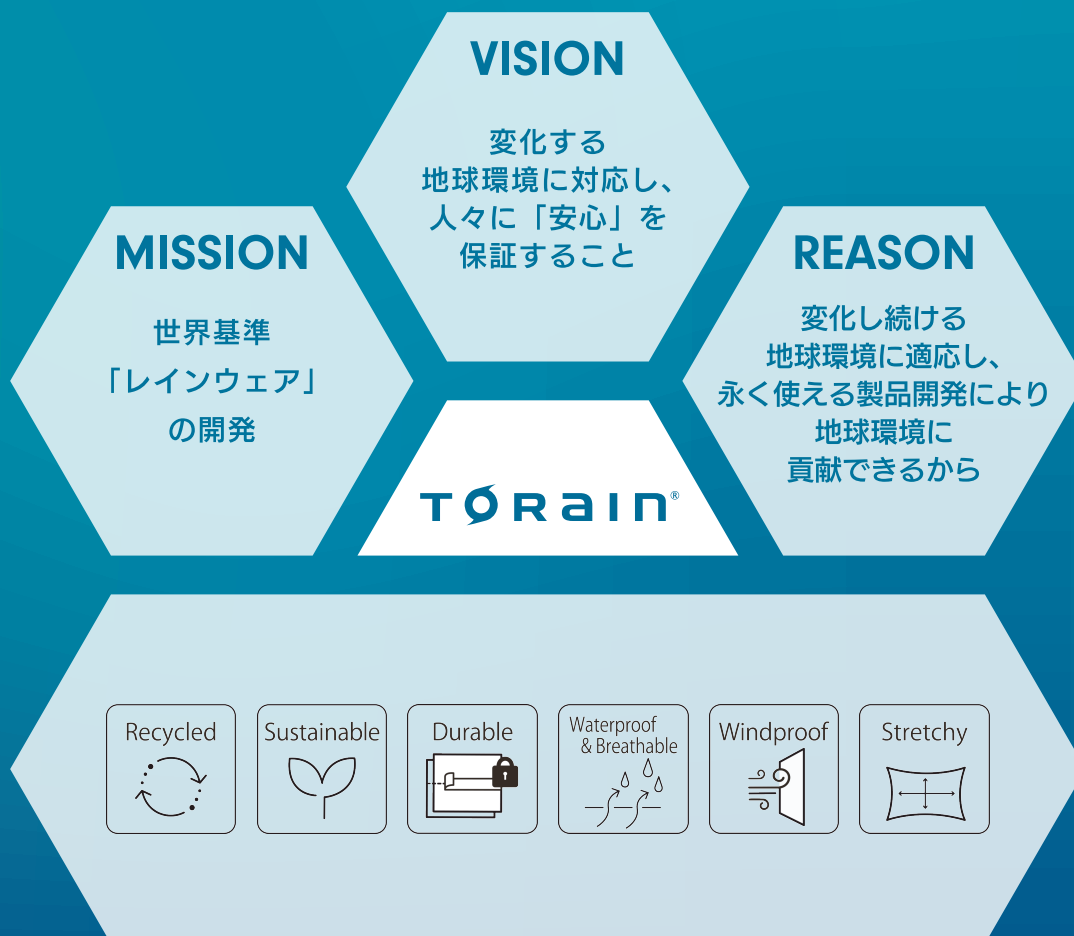 VISION
変化する
地球環境に対応し、
人々に「安心」を
保証すること
MISSION
世界基準
「レインウェア」
の開発
REASON
変化し続ける
地球環境に適応し、
永く使える製品開発により
地球環境に
貢献できるから
TORAIN®
Recycled
Sustainable
Durable
Waterproof
& Breathable
Windproof
Stretchy